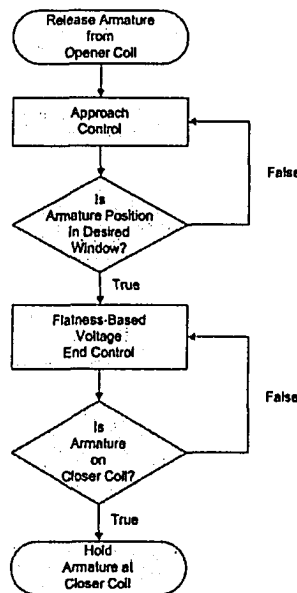 Release Armature
from
Opener Coil
Approach
Control
False
Is
Armature Position
In Desired
Window?
True
Flatness-Based
Voltage
End Control
False
Is
Armature
on
Closer Coil?
True
Hold
Armature at
Closer Coil